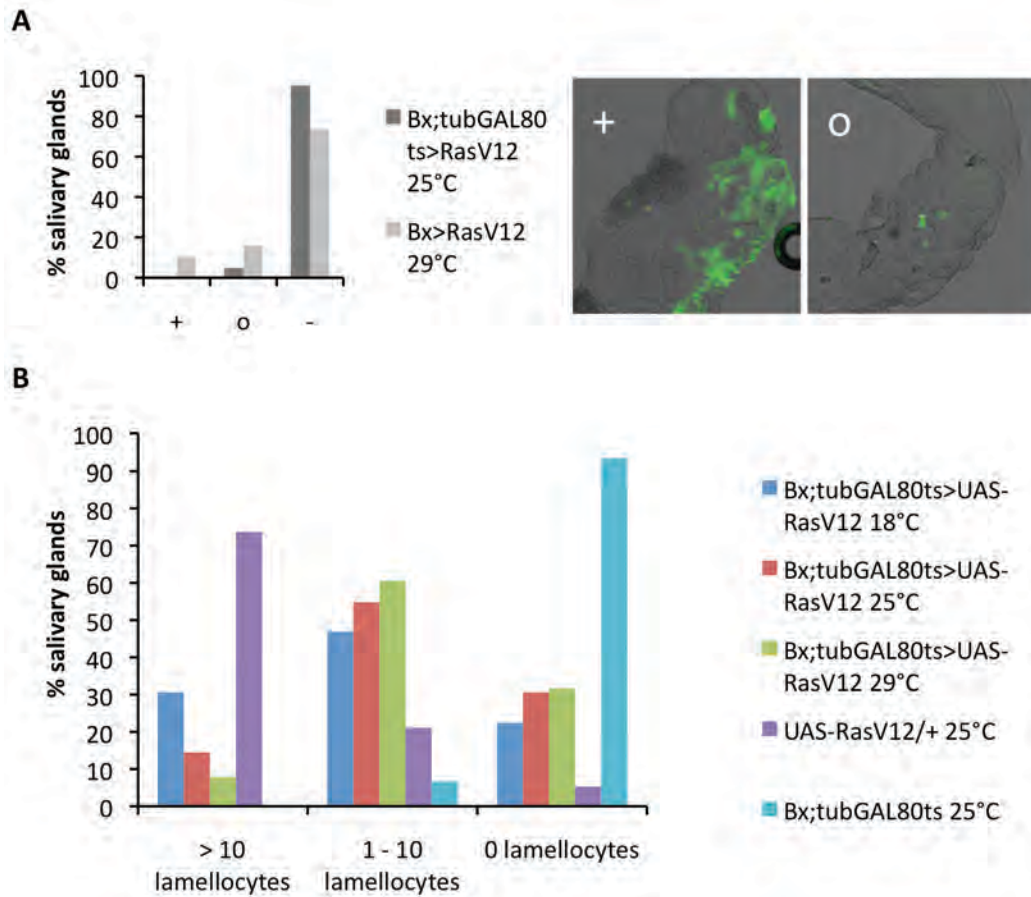 A
% salivary glands
100
80
60
40
20
0
+
o
-
Bx;tubGAL80
ts>RasV12
25°C
Bx>RasV12
29°C
+
O
B
% salivary glands
100
90
80
70
60
50
40
30
20
10
0
> 10
lamellocytes
1 - 10
lamellocytes
0 lamellocytes
Bx;tubGAL80ts>UAS-
RasV12 18°C
Bx;tubGAL80ts>UAS-
RasV12 25°C
Bx;tubGAL80ts>UAS-
RasV12 29°C
UAS-RasV12/+ 25°C
Bx;tubGAL80ts 25°C